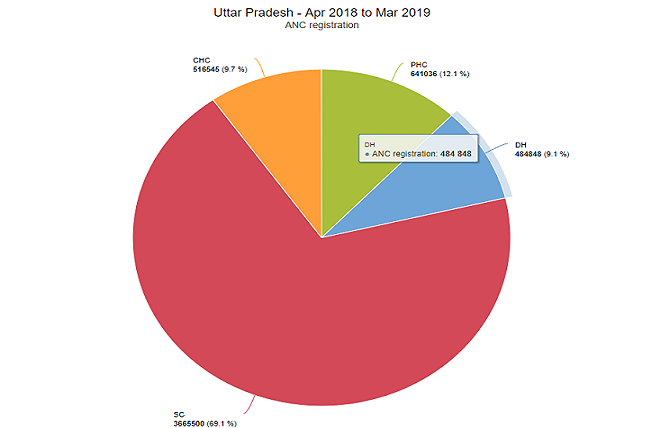 Uttar Pradesh - Apr 2018 to Mar 2019
ANC registration
CHC
516545 (9.7 %)
PHC
641036 (12.1 %)
DH
● ANC registration: 484 848
DH
484848 (9.1 %)
SC
3665500 (69.1 %)